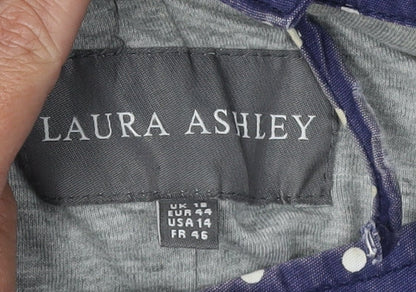 LAURA ASHLEY
UK 18
EUR 44
USA 14
FR 46